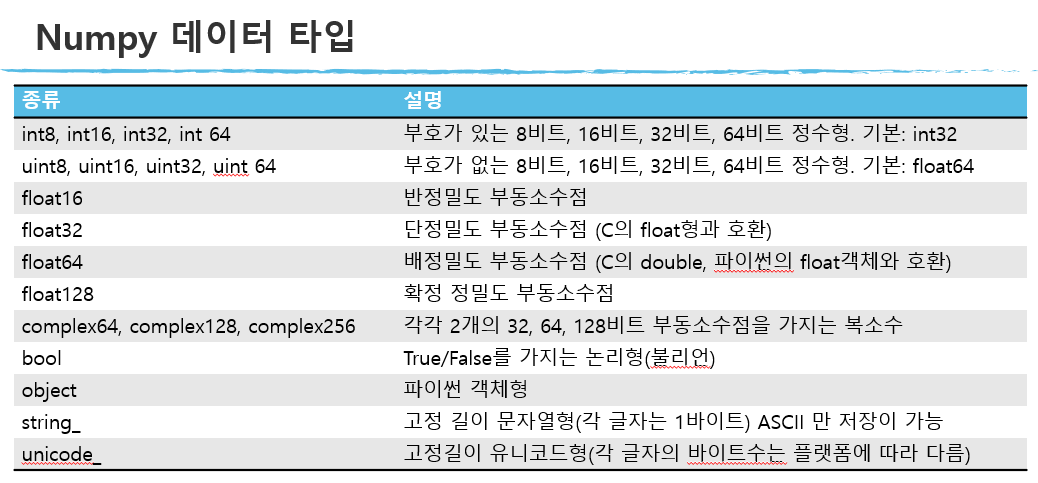 Numpy 데이터 타입
종류 설명
int8, int16, int32, int 64 부호가 있는 8비트, 16비트, 32비트, 64비트 정수형. 기본: int32
uint8, uint16, uint32, uint 64 부호가 없는 8비트, 16비트, 32비트, 64비트 정수형. 기본: float64
float16 반정밀도 부동소수점
float32 단정밀도 부동소수점 (C의 float형과 호환)
float64 배정밀도 부동소수점 (C의 double, 파이썬의 float객체와 호환)
float128 확정 정밀도 부동소수점
complex64, complex128, complex256 각각 2개의 32, 64, 128비트 부동소수점을 가지는 복소수
bool True/False를 가지는 논리형(불리언)
object 파이썬 객체형
string_ 고정 길이 문자열형(각 글자는 1바이트) ASCII 만 저장이 가능
unicode_ 고정길이 유니코드형(각 글자의 바이트수는 플랫폼에 따라 다름)